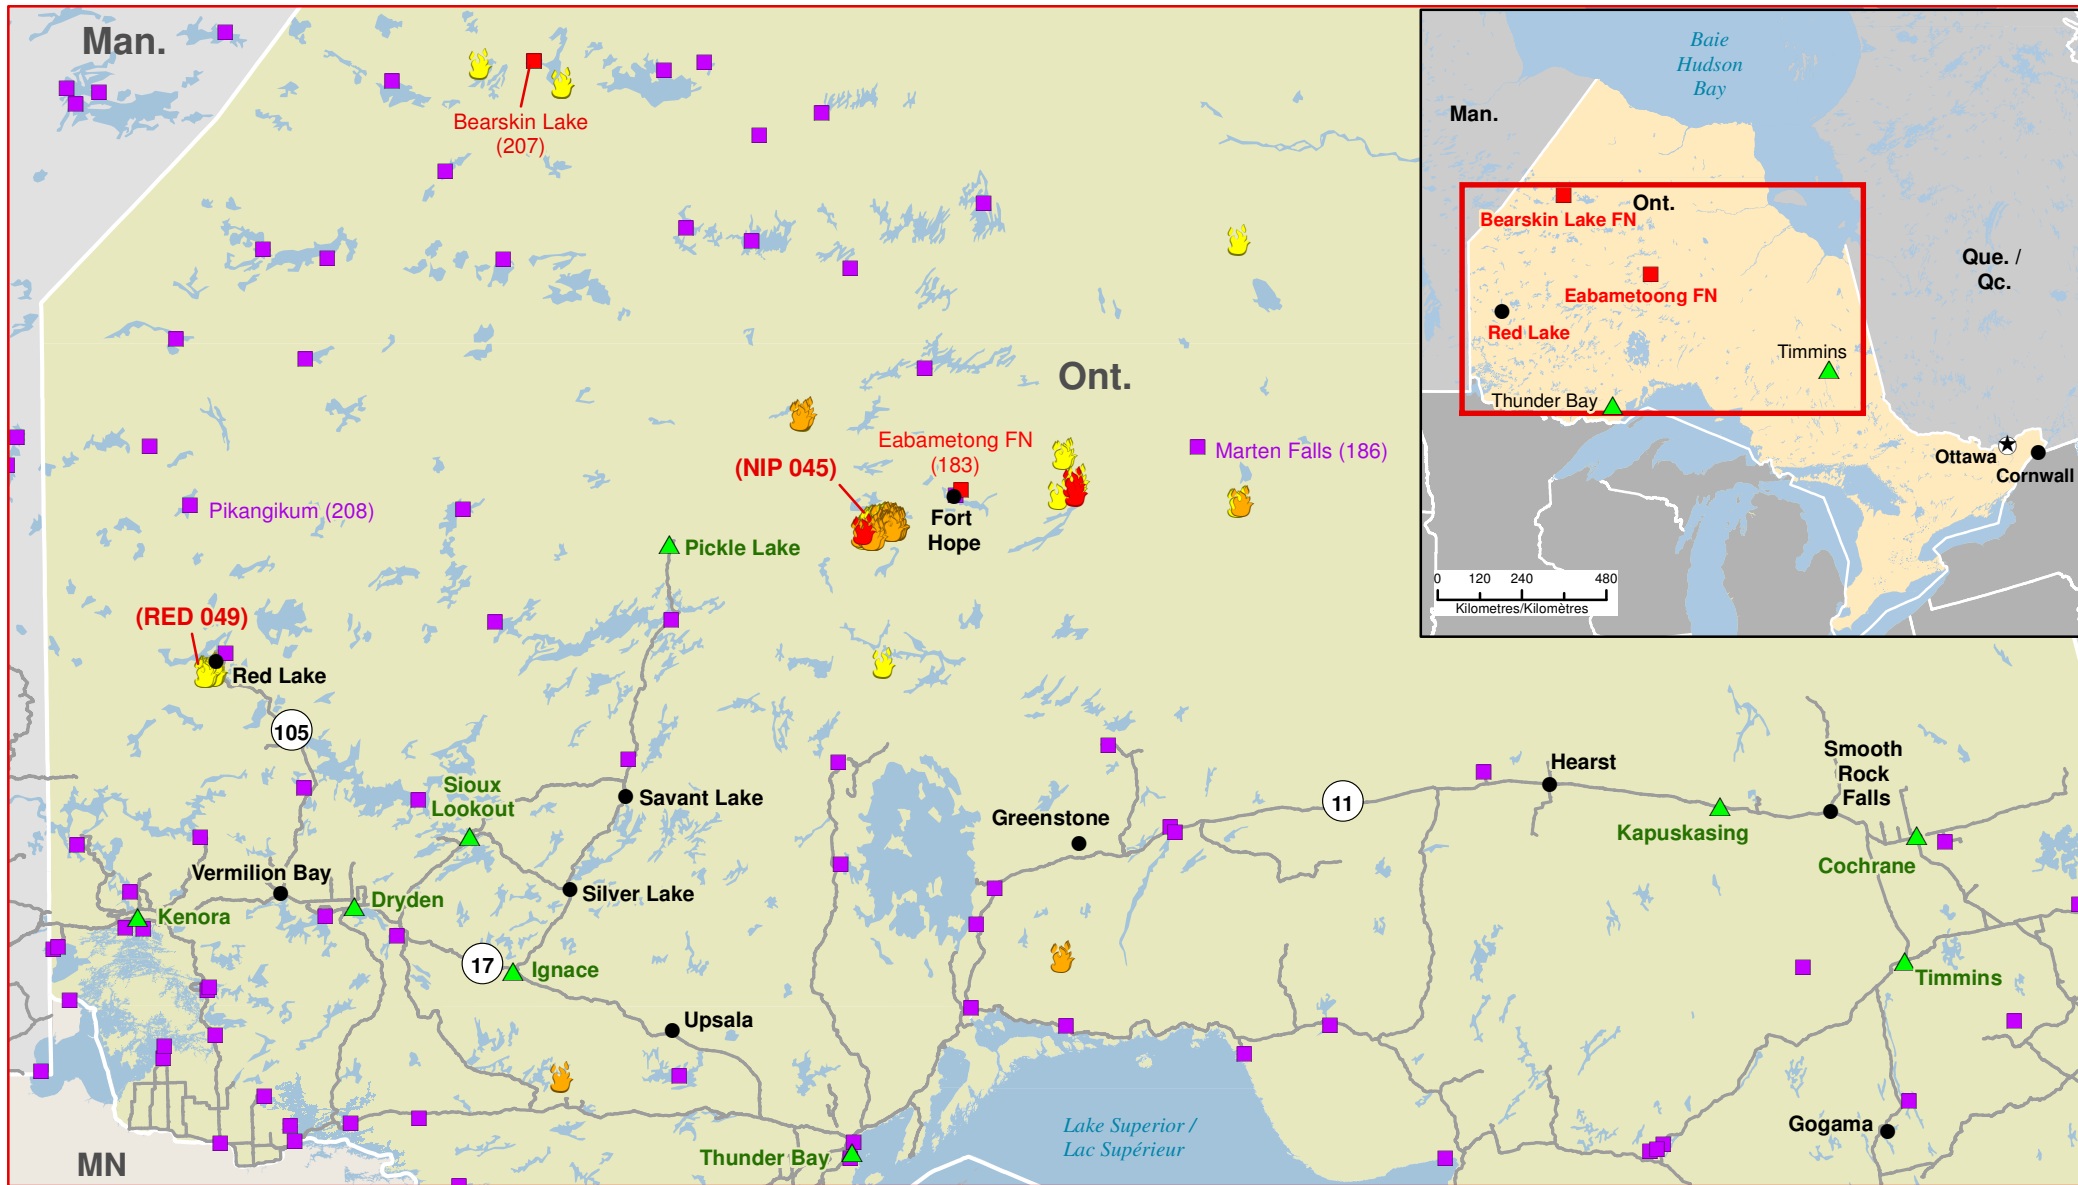 Man.
Bearskin Lake
(207)
Ont.
Eabametong FN
(183)
(NIP 045)
Marten Falls (186)
Pikangikum (208)
Fort
Hope
Pickle Lake
(RED 049)
Red Lake
105
Sioux
Lookout
Savant Lake
Greenstone
11
Hearst
Smooth
Rock
Falls
Kapuskasing
Cochrane
Vermilion Bay
Dryden
Silver Lake
Kenora
17
Ignace
Timmins
Upsala
Gogama
Thunder Bay
Lake Superior /
Lac Supérieur
MN
Baie
Hudson
Bay
Man.
Ont.
Bearskin Lake FN
Que. /
Qc.
Eabametoong FN
Red Lake
Timmins
Thunder Bay
Ottawa
Cornwall
0 120 240 480
Kilometres/Kilomètres